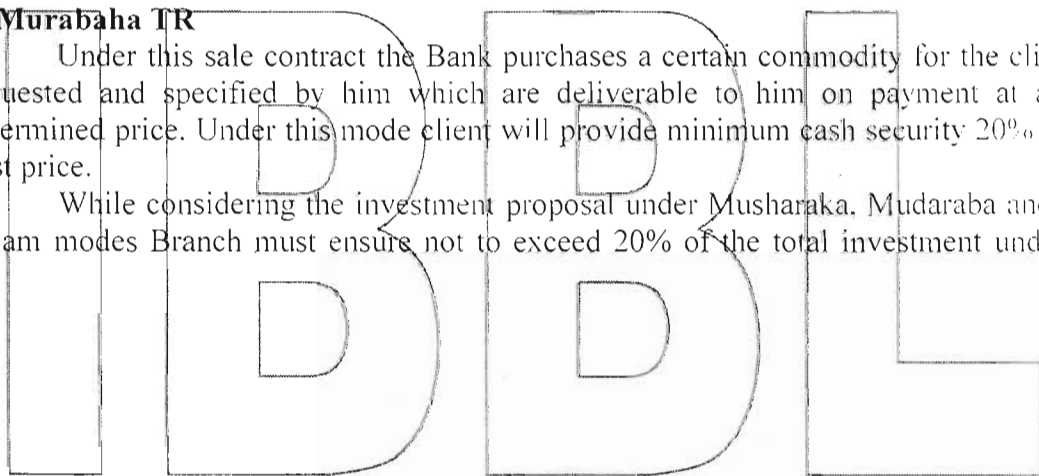 Murabaha TR
Under this sale contract the Bank purchases a certain commodity for the cli
uested and specified by him which are deliverable to him on payment at a
ermined price. Under this mode client will provide minimum cash security 20%
st price.
While considering the investment proposal under Musharaka. Mudaraba an
am modes Branch must ensure not to exceed 20% of the total investment und
IBBL